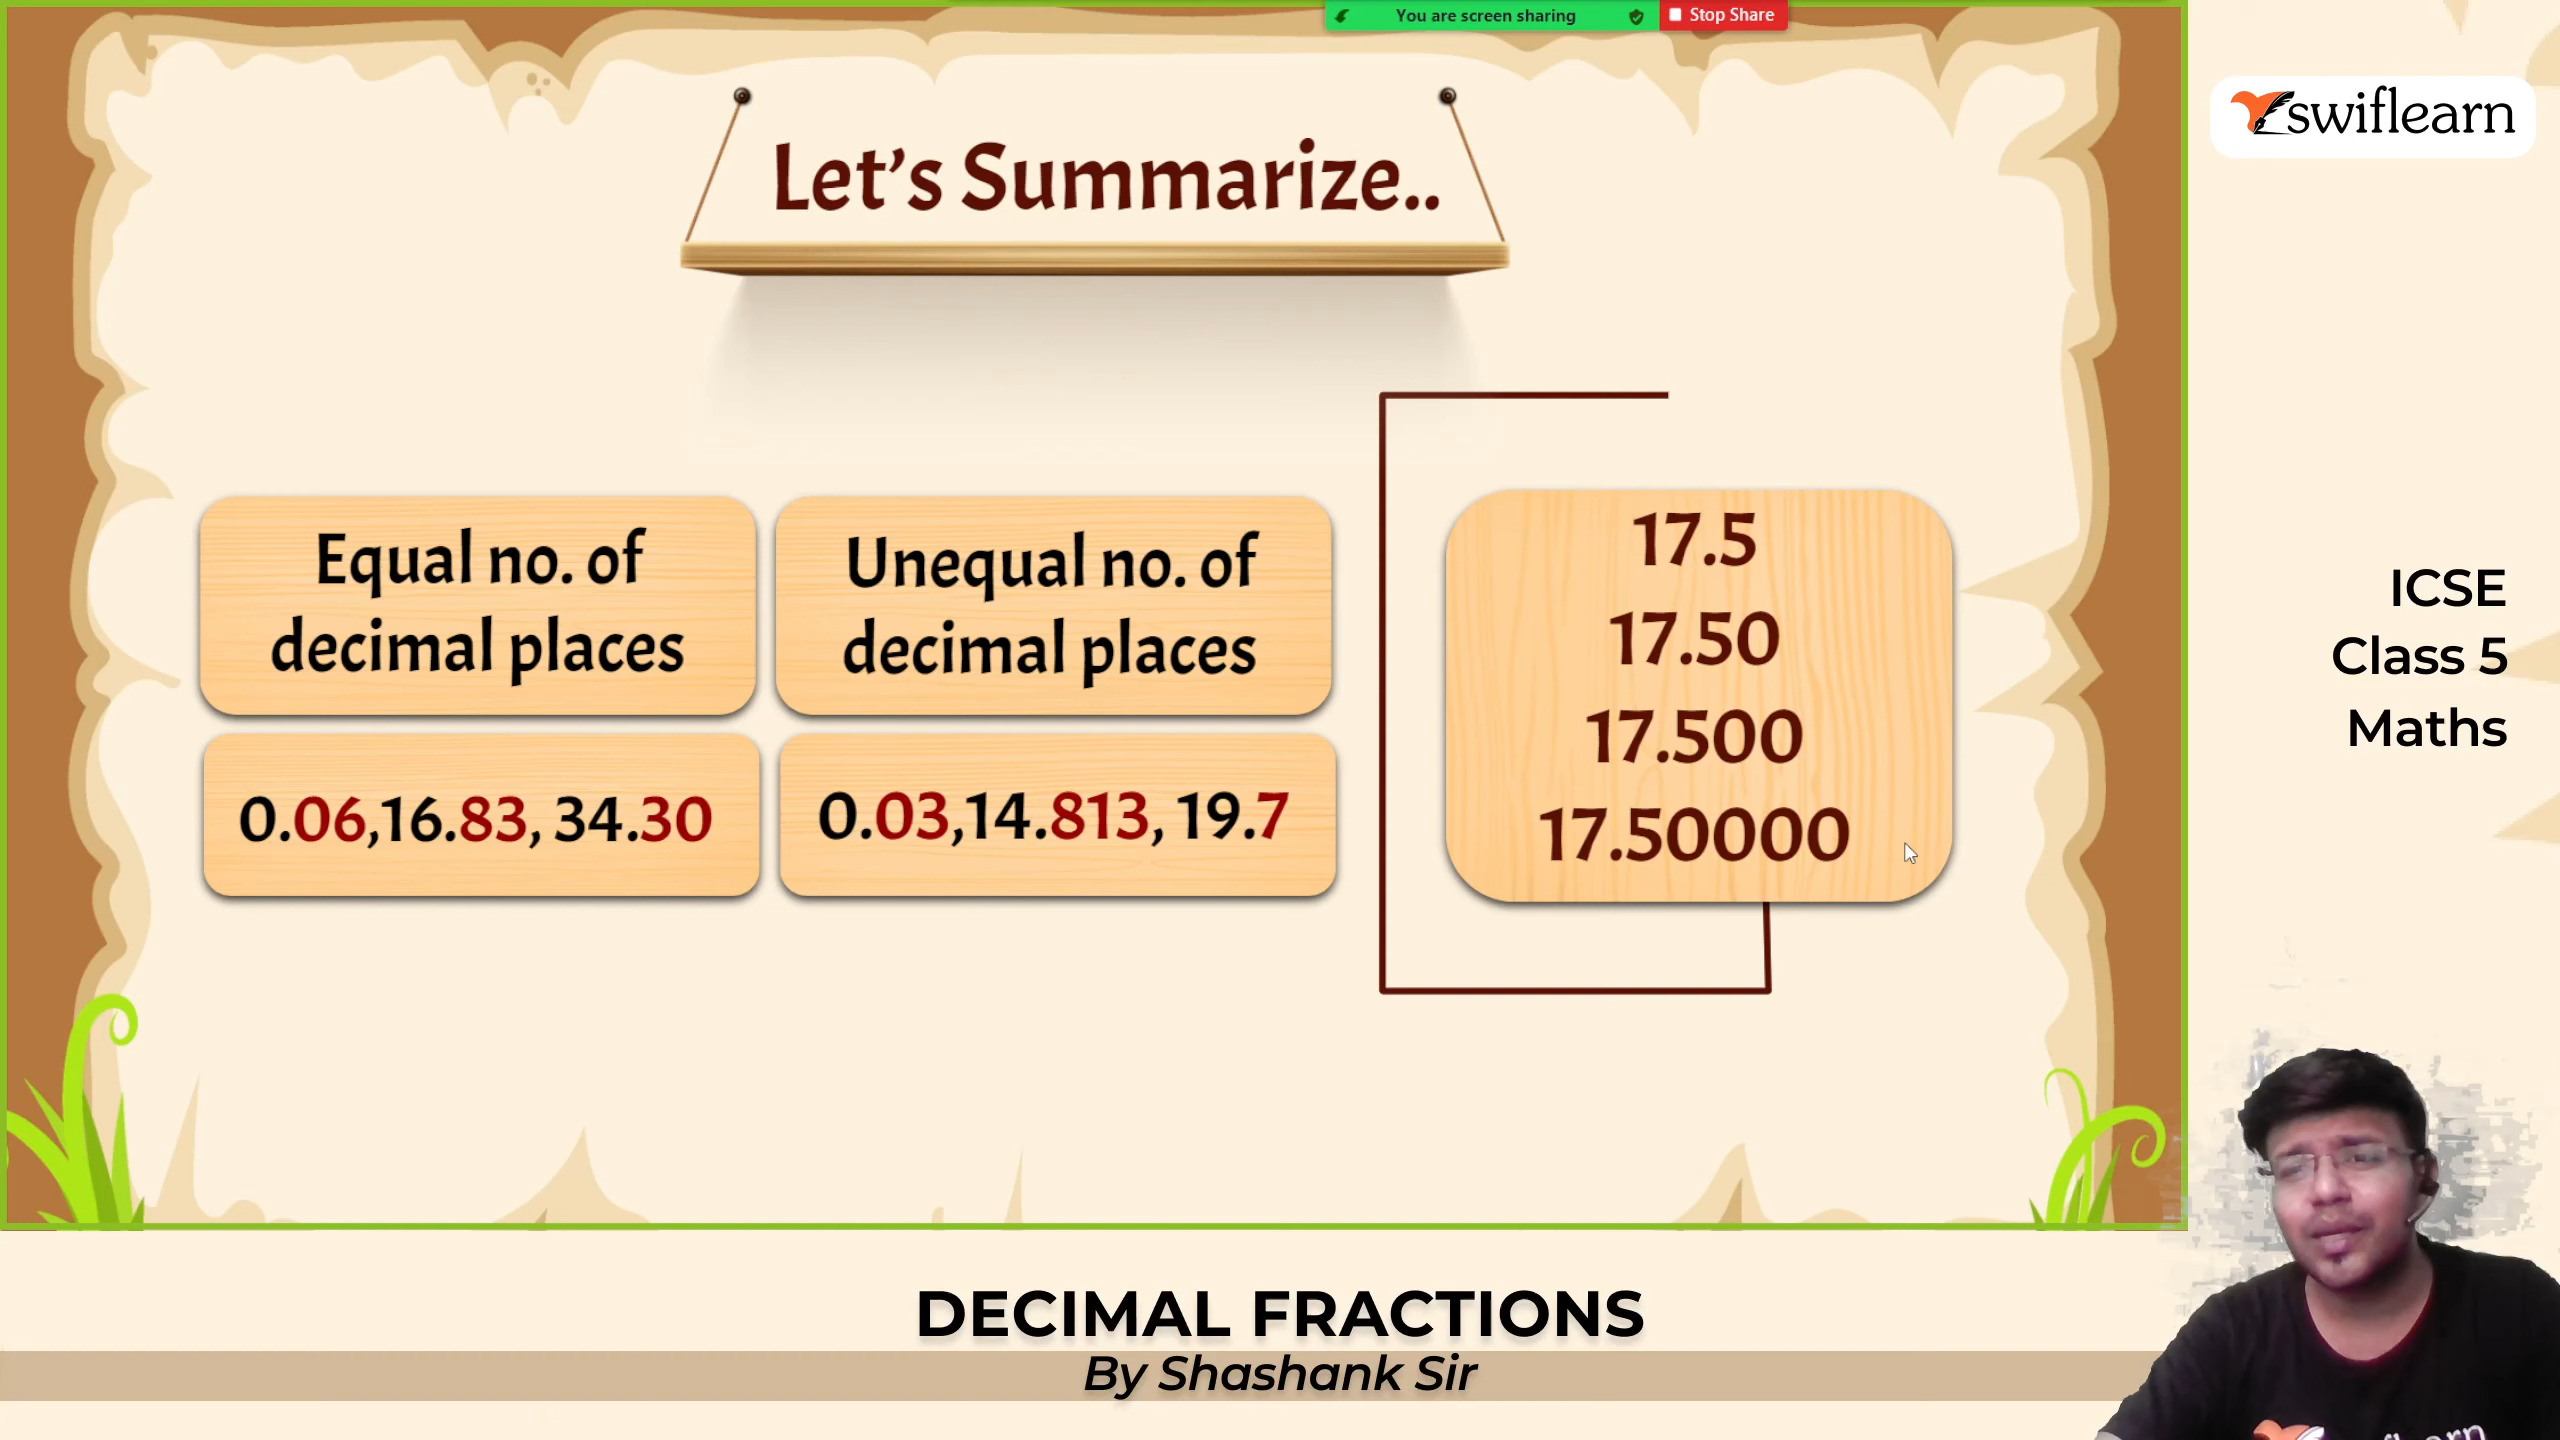 You are screen sharing
Stop Share
swiflearn
Let's Summarize..
Equal no. of
decimal places
Unequal no. of
decimal places
0.06,16.83, 34.30
0.03,14.813, 19.7
17.5
17.50
17.500
17.50000
ICSE
Class 5
Maths
DECIMAL FRACTIONS
By Shashank Sir